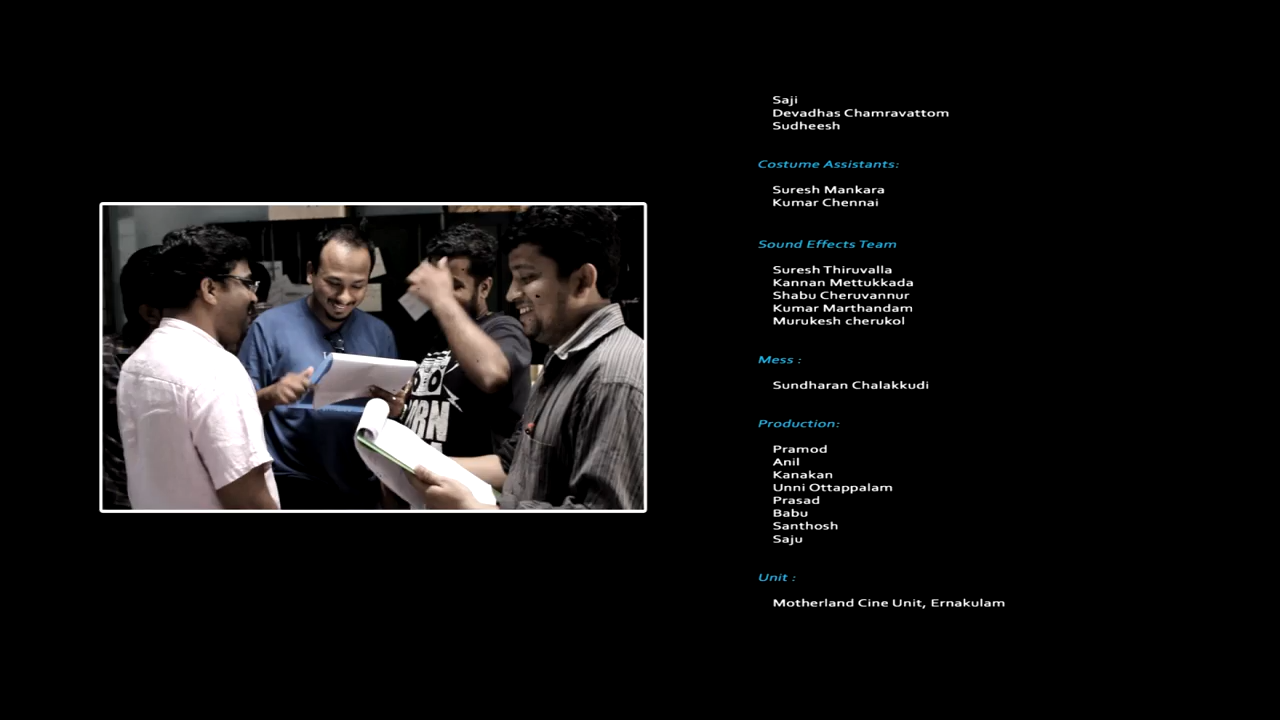 Saji
Devadhas Chamravattom
Sudheesh
Costume Assistants:
Suresh Mankara
Kumar Chennai
Sound Effects Team
Suresh Thiruvalla
Kannan Mettukkada
Shabu Cheruvannur
Kumar Marthandam
Murukesh cherukol
Mess :
Sundharan Chalakkudi
Production:
Pramod
Anil
Kanakan
Unni Ottappalam
Prasad
Babu
Santhosh
Saju
Unit :
Motherland Cine Unit, Ernakulam